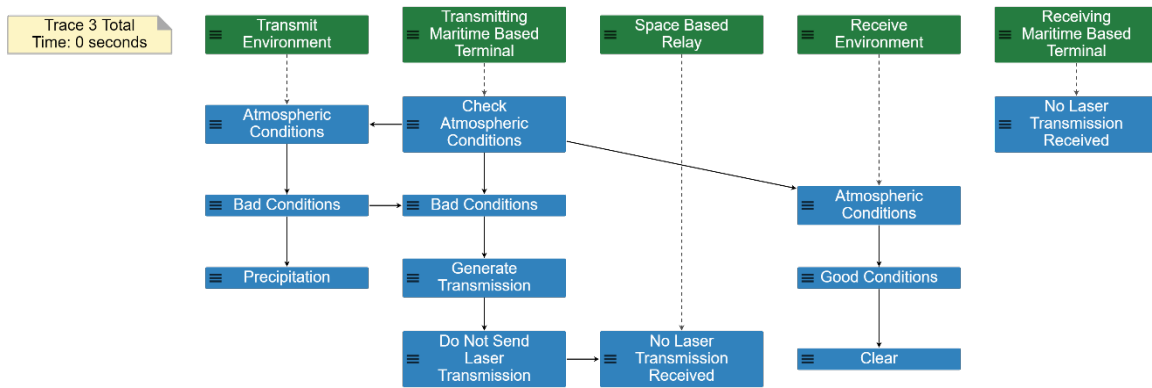 Trace 3 Total
Time: 0 seconds
Transmit
Environment
Transmitting
Maritime Based
Terminal
Space Based
Relay
Receive
Environment
Receiving
Maritime Based
Terminal
Atmospheric
Conditions
Check
Atmospheric
Conditions
No Laser
Transmission
Received
Bad Conditions
Bad Conditions
Atmospheric
Conditions
Precipitation
Generate
Transmission
Good Conditions
Do Not Send
Laser
Transmission
No Laser
Transmission
Received
Clear